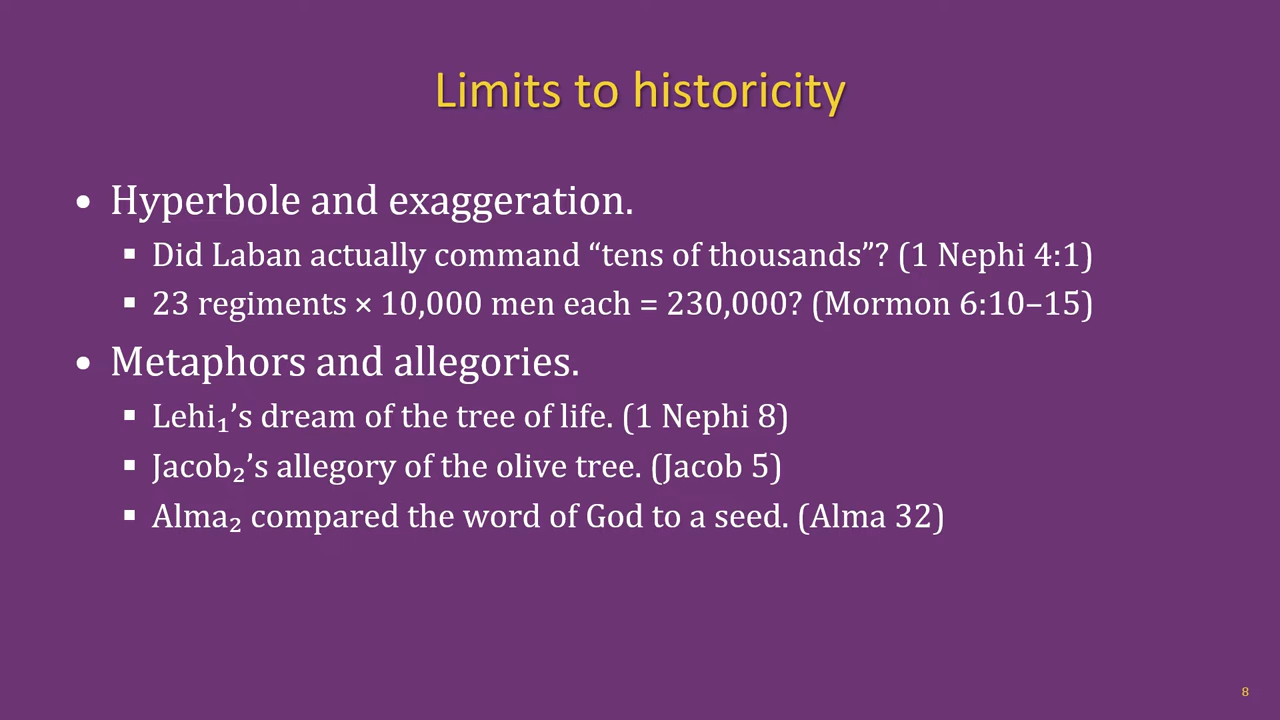 Limits to historicity
• Hyperbole and exaggeration.
▪ Did Laban actually command “tens of thousands”? (1 Nephi 4:1)
▪ 23 regiments × 10,000 men each = 230,000? (Mormon 6:10–15)
• Metaphors and allegories.
▪ Lehi₁’s dream of the tree of life. (1 Nephi 8)
▪ Jacob₂’s allegory of the olive tree. (Jacob 5)
▪ Alma₂ compared the word of God to a seed. (Alma 32)
8